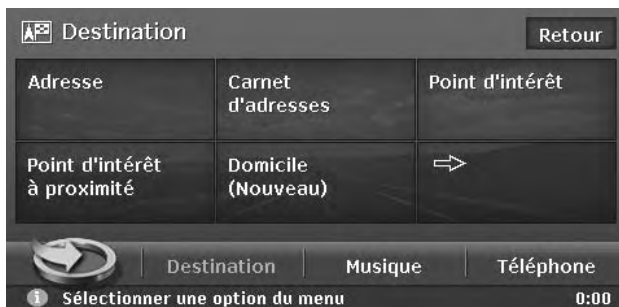 Destination
Retour
Adresse
Carnet
d'adresses
Point d'intérêt
Point d'intérêt
à proximité
Domicile
(Nouveau)
Destination
Musique
Téléphone
Sélectionner une option du menu
0:00